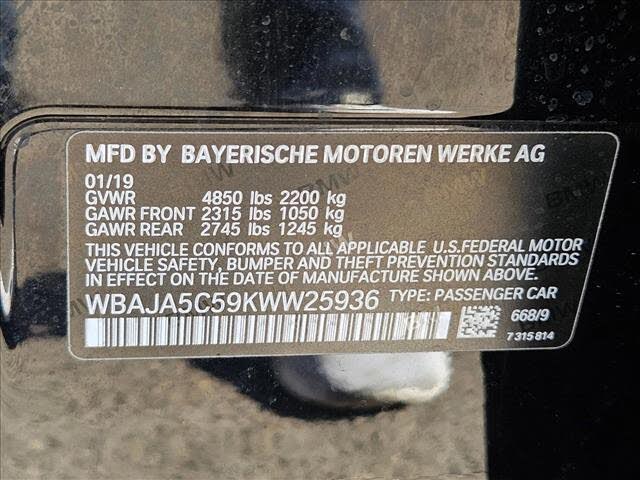 MFD BY BAYERISCHE MOTOREN WERKE AG
01/19
GVWR 4850 lbs 2200 kg
GAWR FRONT 2315 lbs 1050 kg
GAWR REAR 2745 lbs 1245 kg
THIS VEHICLE CONFORMS TO ALL APPLICABLE U.S.FEDERAL MOTOR
VEHICLE SAFETY, BUMPER AND THEFT PREVENTION STANDARDS
IN EFFECT ON DATE OF MANUFACTURE SHOWN ABOVE.
WBAJA5C59KWW25936 TYPE: PASSENGER CAR
668/9
7 315 814